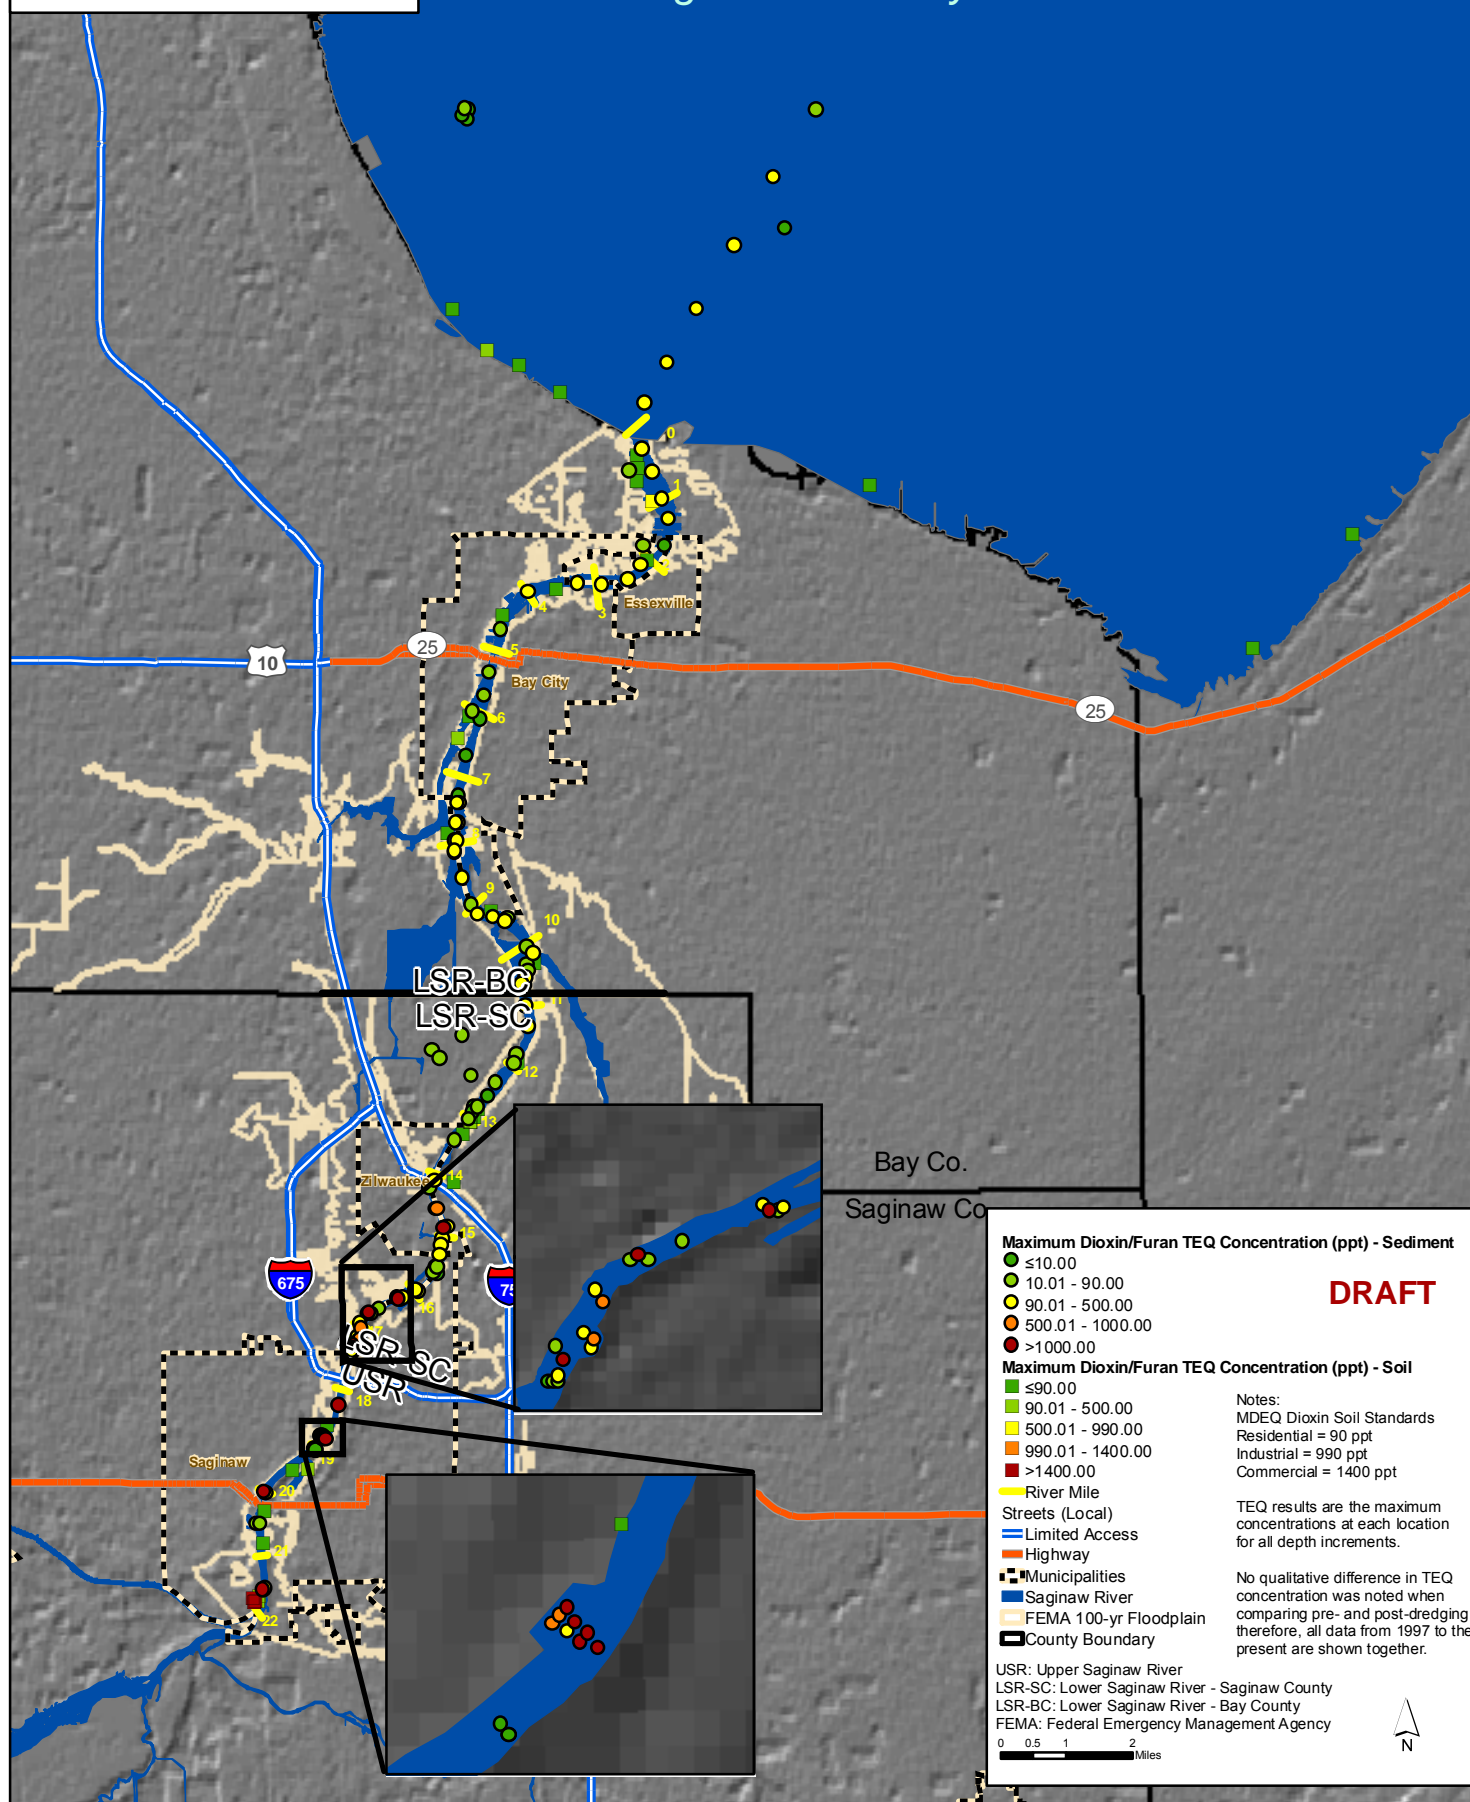 0
1
Essexville
3
4
25
5
10
Bay City
25
6
7
9
10
LSR-BC
LSR-SC
12
13
Bay Co.
14
Zilwaukee
Saginaw Co
15
675
75
16
LSR-SC
USR
18
19
Saginaw
20
21
22
Maximum Dioxin/Furan TEQ Concentration (ppt) - Sediment
≤10.00
10.01 - 90.00
90.01 - 500.00
500.01 - 1000.00
>1000.00
DRAFT
Maximum Dioxin/Furan TEQ Concentration (ppt) - Soil
≤90.00
90.01 - 500.00
500.01 - 990.00
990.01 - 1400.00
>1400.00
River Mile
Streets (Local)
Limited Access
Highway
Municipalities
Saginaw River
FEMA 100-yr Floodplain
County Boundary
Notes:
MDEQ Dioxin Soil Standards
Residential = 90 ppt
Industrial = 990 ppt
Commercial = 1400 ppt
TEQ results are the maximum
concentrations at each location
for all depth increments.
No qualitative difference in TEQ
concentration was noted when
comparing pre- and post-dredging
therefore, all data from 1997 to the
present are shown together.
USR: Upper Saginaw River
LSR-SC: Lower Saginaw River - Saginaw County
LSR-BC: Lower Saginaw River - Bay County
FEMA: Federal Emergency Management Agency
0 0.5 1 2
Miles
N